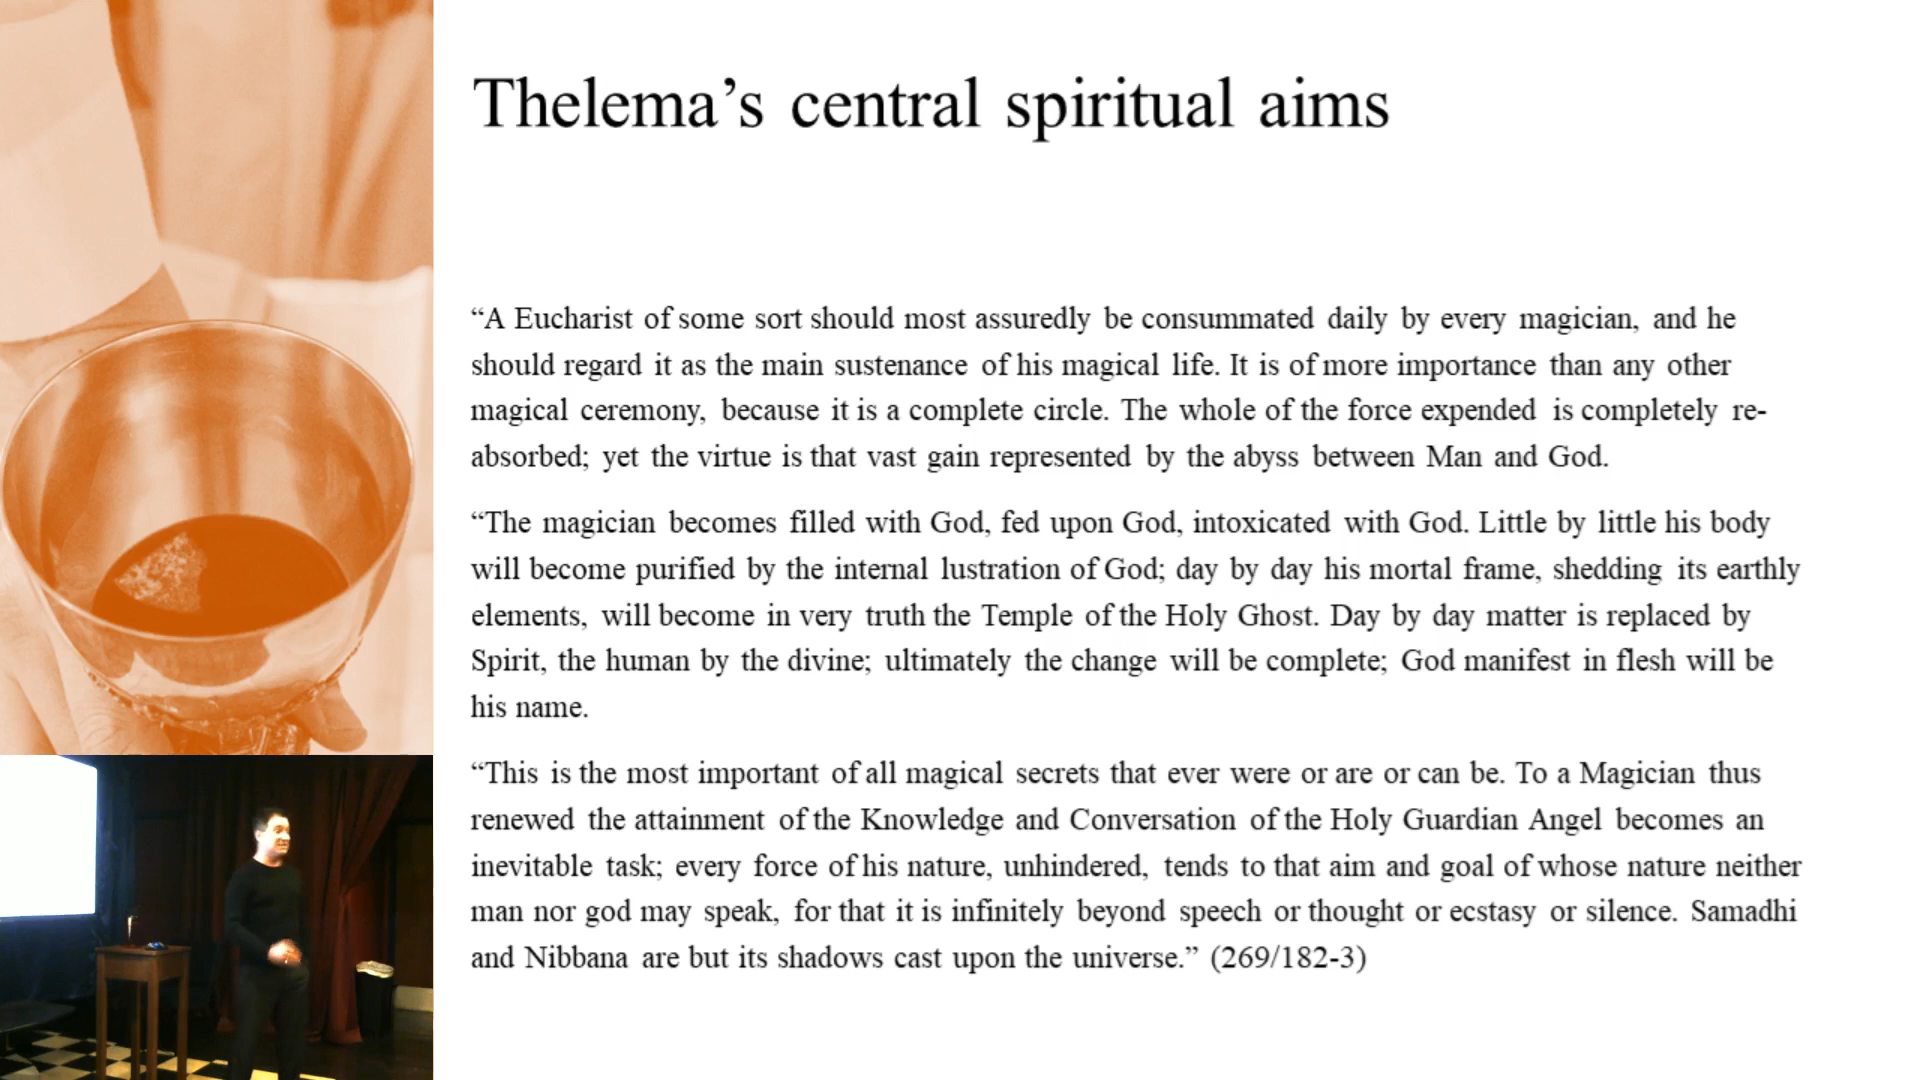 Thelema’s central spiritual aims
“A Eucharist of some sort should most assuredly be consummated daily by every magician, and he
should regard it as the main sustenance of his magical life. It is of more importance than any other
magical ceremony, because it is a complete circle. The whole of the force expended is completely re-
absorbed; yet the virtue is that vast gain represented by the abyss between Man and God.
“The magician becomes filled with God, fed upon God, intoxicated with God. Little by little his body
will become purified by the internal lustration of God; day by day his mortal frame, shedding its earthly
elements, will become in very truth the Temple of the Holy Ghost. Day by day matter is replaced by
Spirit, the human by the divine; ultimately the change will be complete; God manifest in flesh will be
his name.
“This is the most important of all magical secrets that ever were or are or can be. To a Magician thus
renewed the attainment of the Knowledge and Conversation of the Holy Guardian Angel becomes an
inevitable task; every force of his nature, unhindered, tends to that aim and goal of whose nature neither
man nor god may speak, for that it is infinitely beyond speech or thought or ecstasy or silence. Samadhi
and Nibbana are but its shadows cast upon the universe.” (269/182-3)